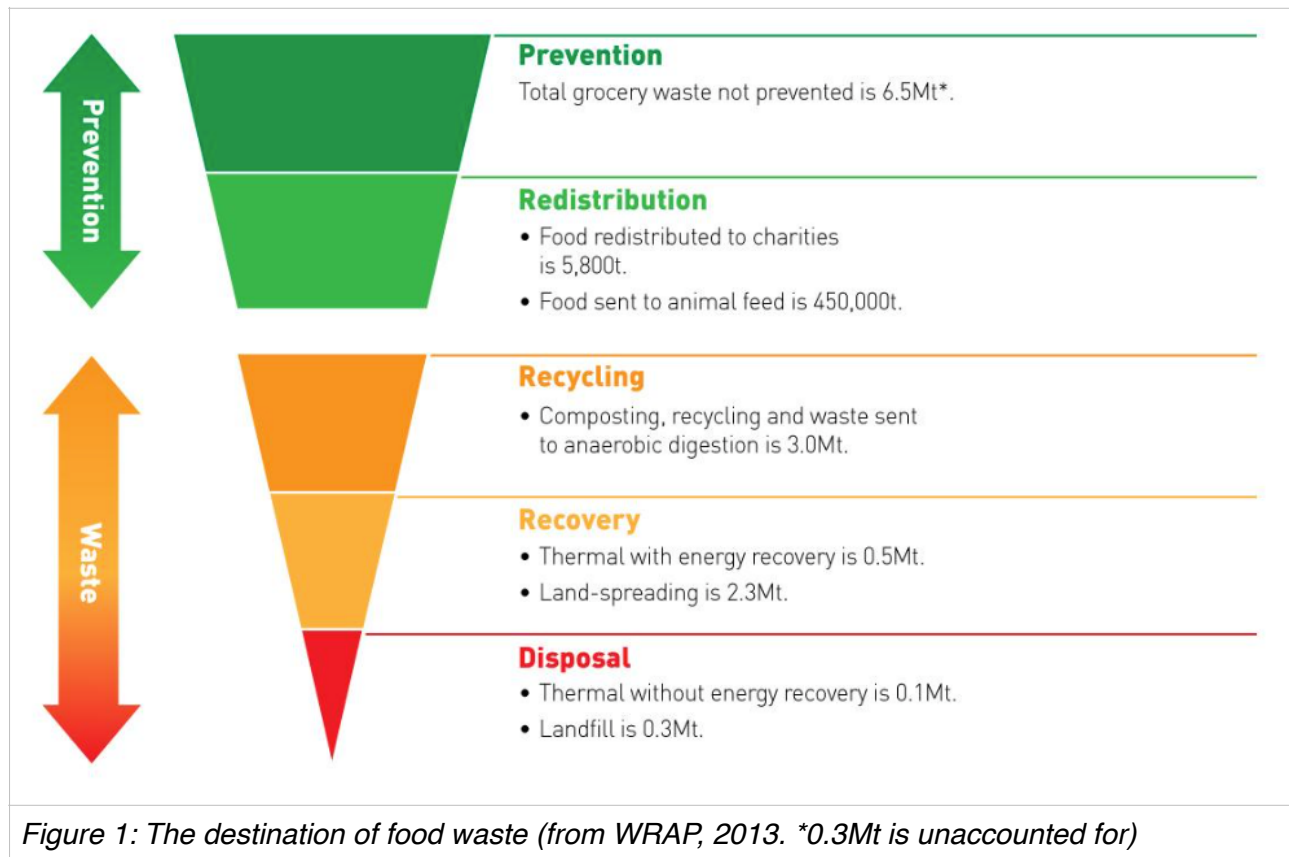 Prevention
Prevention
Total grocery waste not prevented is 6.5Mt*.
Redistribution
• Food redistributed to charities
is 5,800t.
• Food sent to animal feed is 450,000t.
Waste
Recycling
• Composting, recycling and waste sent
to anaerobic digestion is 3.0Mt.
Recovery
• Thermal with energy recovery is 0.5Mt.
• Land-spreading is 2.3Mt.
Disposal
• Thermal without energy recovery is 0.1Mt.
• Landfill is 0.3Mt.
Figure 1: The destination of food waste (from WRAP, 2013. *0.3Mt is unaccounted for)